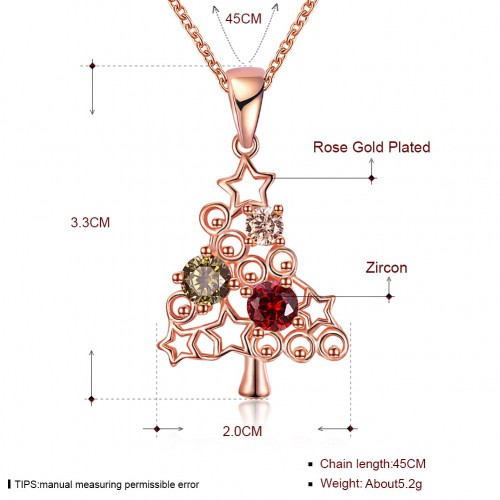 45CM
Rose Gold Plated
3.3CM
Zircon
2.0CM
Chain length:45CM
Weight: About5.2g
TIPS:manual measuring permissible error